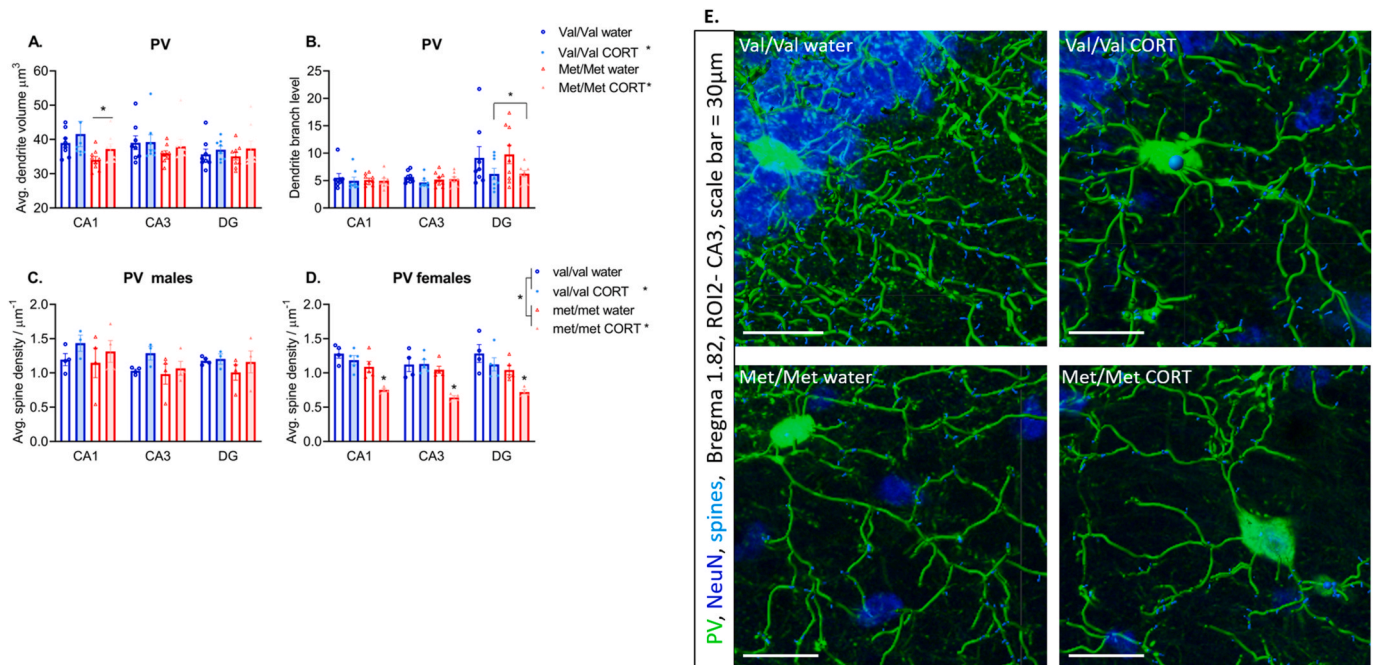 A.
PV
Avg. dendrite volume µm³
60
50
40
30
20
CA1
CA3
DG
*
B.
PV
Dendrite branch level
25
20
15
10
5
0
CA1
CA3
DG
*
Val/Val water
Val/Val CORT *
Met/Met water
Met/Met CORT *
C.
PV males
Avg. spine density / µm⁻¹
2.0
1.5
1.0
0.5
0.0
CA1
CA3
DG
D.
PV females
Avg. spine density / µm⁻¹
2.0
1.5
1.0
0.5
0.0
CA1
CA3
DG
*
*
*
*
val/val water
val/val CORT *
met/met water
met/met CORT *
E.
PV, NeuN, spines, Bregma 1.82, ROI2- CA3, scale bar = 30µm
Val/Val water
Val/Val CORT
Met/Met water
Met/Met CORT